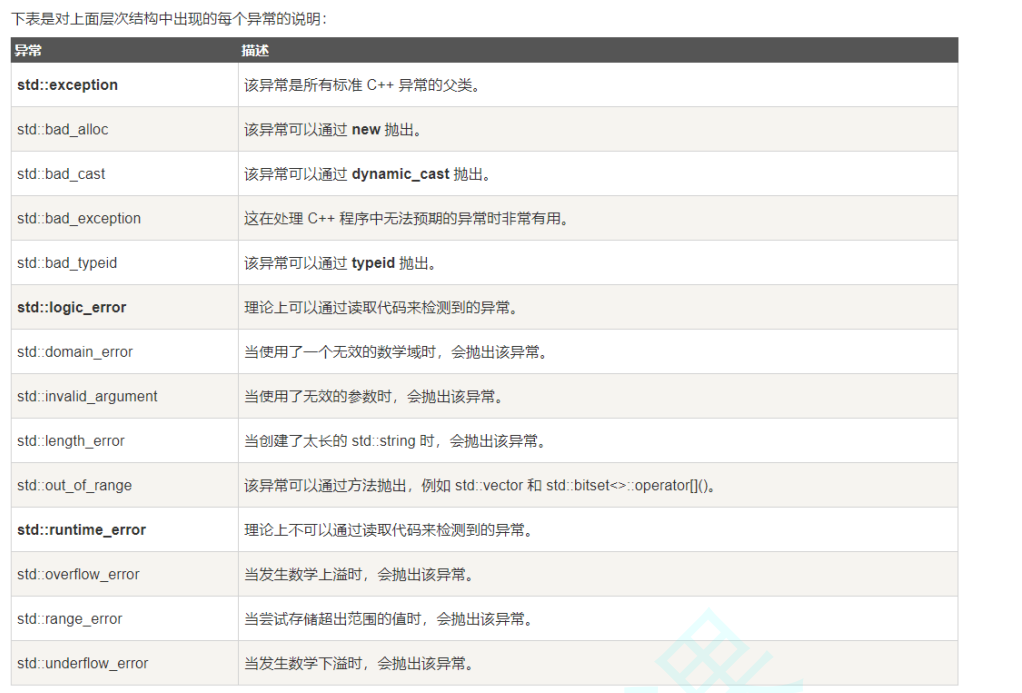 下表是对上面层次结构中出现的每个异常的说明：
异常 描述
std::exception 该异常是所有标准 C++ 异常的父类。
std::bad_alloc 该异常可以通过 new 抛出。
std::bad_cast 该异常可以通过 dynamic_cast 抛出。
std::bad_exception 这在处理 C++ 程序中无法预期的异常时非常有用。
std::bad_typeid 该异常可以通过 typeid 抛出。
std::logic_error 理论上可以通过读取代码来检测到的异常。
std::domain_error 当使用了一个无效的数学域时，会抛出该异常。
std::invalid_argument 当使用了无效的参数时，会抛出该异常。
std::length_error 当创建了太长的 std::string 时，会抛出该异常。
std::out_of_range 该异常可以通过方法抛出，例如 std::vector 和 std::bitset<>::operator[]()。
std::runtime_error 理论上不可以通过读取代码来检测到的异常。
std::overflow_error 当发生数学上溢时，会抛出该异常。
std::range_error 当尝试存储超出范围的值时，会抛出该异常。
std::underflow_error 当发生数学下溢时，会抛出该异常。